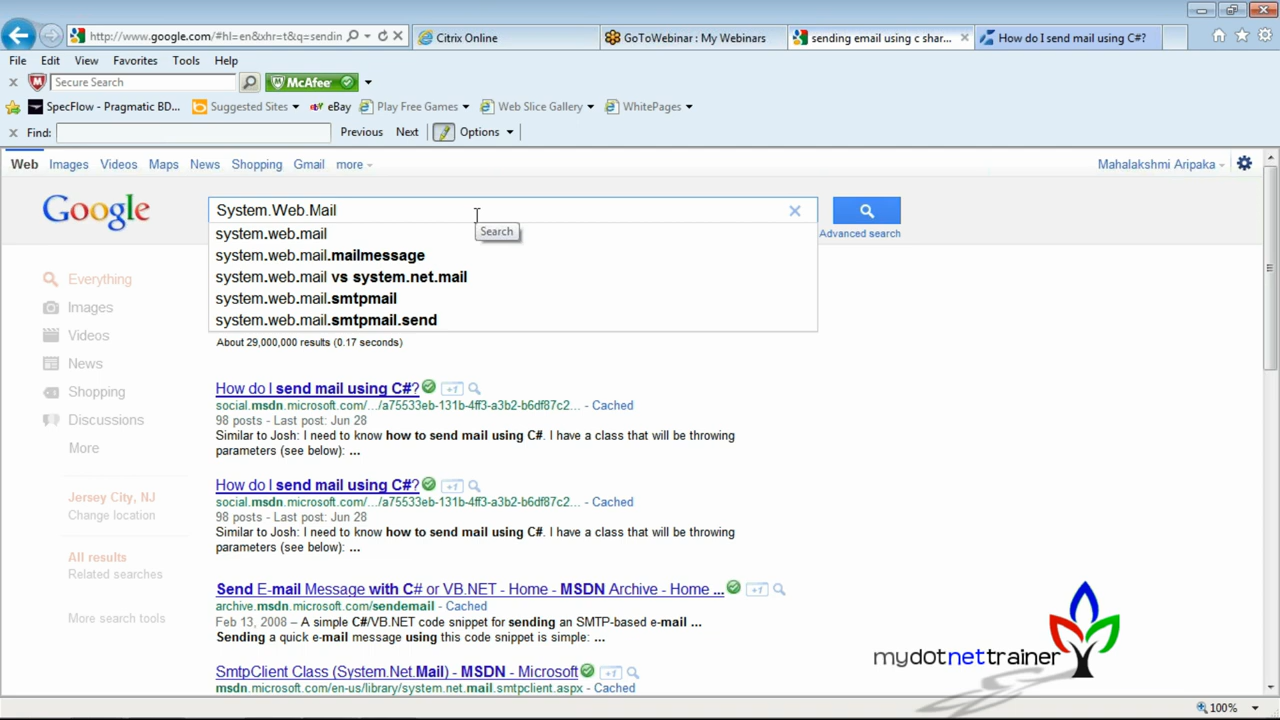 http://www.google.com/#hl=en&xhr=t&q=sendin
Citrix Online
GoToWebinar : My Webinars
sending email using c shar...
How do I send mail using C#?
File Edit View Favorites Tools Help
Secure Search
McAfee
SpecFlow - Pragmatic BD...
Suggested Sites
eBay
Play Free Games
Web Slice Gallery
WhitePages
Find:
Previous
Next
Options
Web Images Videos Maps News Shopping Gmail more
Mahalakshmi Aripaka
Google
System.Web.Mail
Search
Advanced search
system.web.mail
system.web.mail.mailmessage
system.web.mail vs system.net.mail
system.web.mail.smtpmail
system.web.mail.smtpmail.send
About 29,000,000 results (0.17 seconds)
Everything
Images
Videos
News
Shopping
Discussions
More
Jersey City, NJ
Change location
All results
Related searches
More search tools
How do I send mail using C#?
+1
social.msdn.microsoft.com/.../a75533eb-131b-4ff3-a3b2-b6df87c2... - Cached
98 posts - Last post: Jun 28
Similar to Josh: I need to know how to send mail using C#. I have a class that will be throwing
parameters (see below): ...
How do I send mail using C#?
+1
social.msdn.microsoft.com/.../a75533eb-131b-4ff3-a3b2-b6df87c2... - Cached
98 posts - Last post: Jun 28
Similar to Josh: I need to know how to send mail using C#. I have a class that will be throwing
parameters (see below): ...
Send E-mail Message with C# or VB.NET - Home - MSDN Archive - Home ...
+1
archive.msdn.microsoft.com/sendemail - Cached
Feb 13, 2008 – A simple C#/VB.NET code snippet for sending an SMTP-based e-mail ...
Sending a quick e-mail message using this code snippet is simple: ...
SmtpClient Class (System.Net.Mail) - MSDN - Microsoft
+1
msdn.microsoft.com/en-us/library/system.net.mail.smtpclient.aspx - Cached
mydotnettrainer
100%